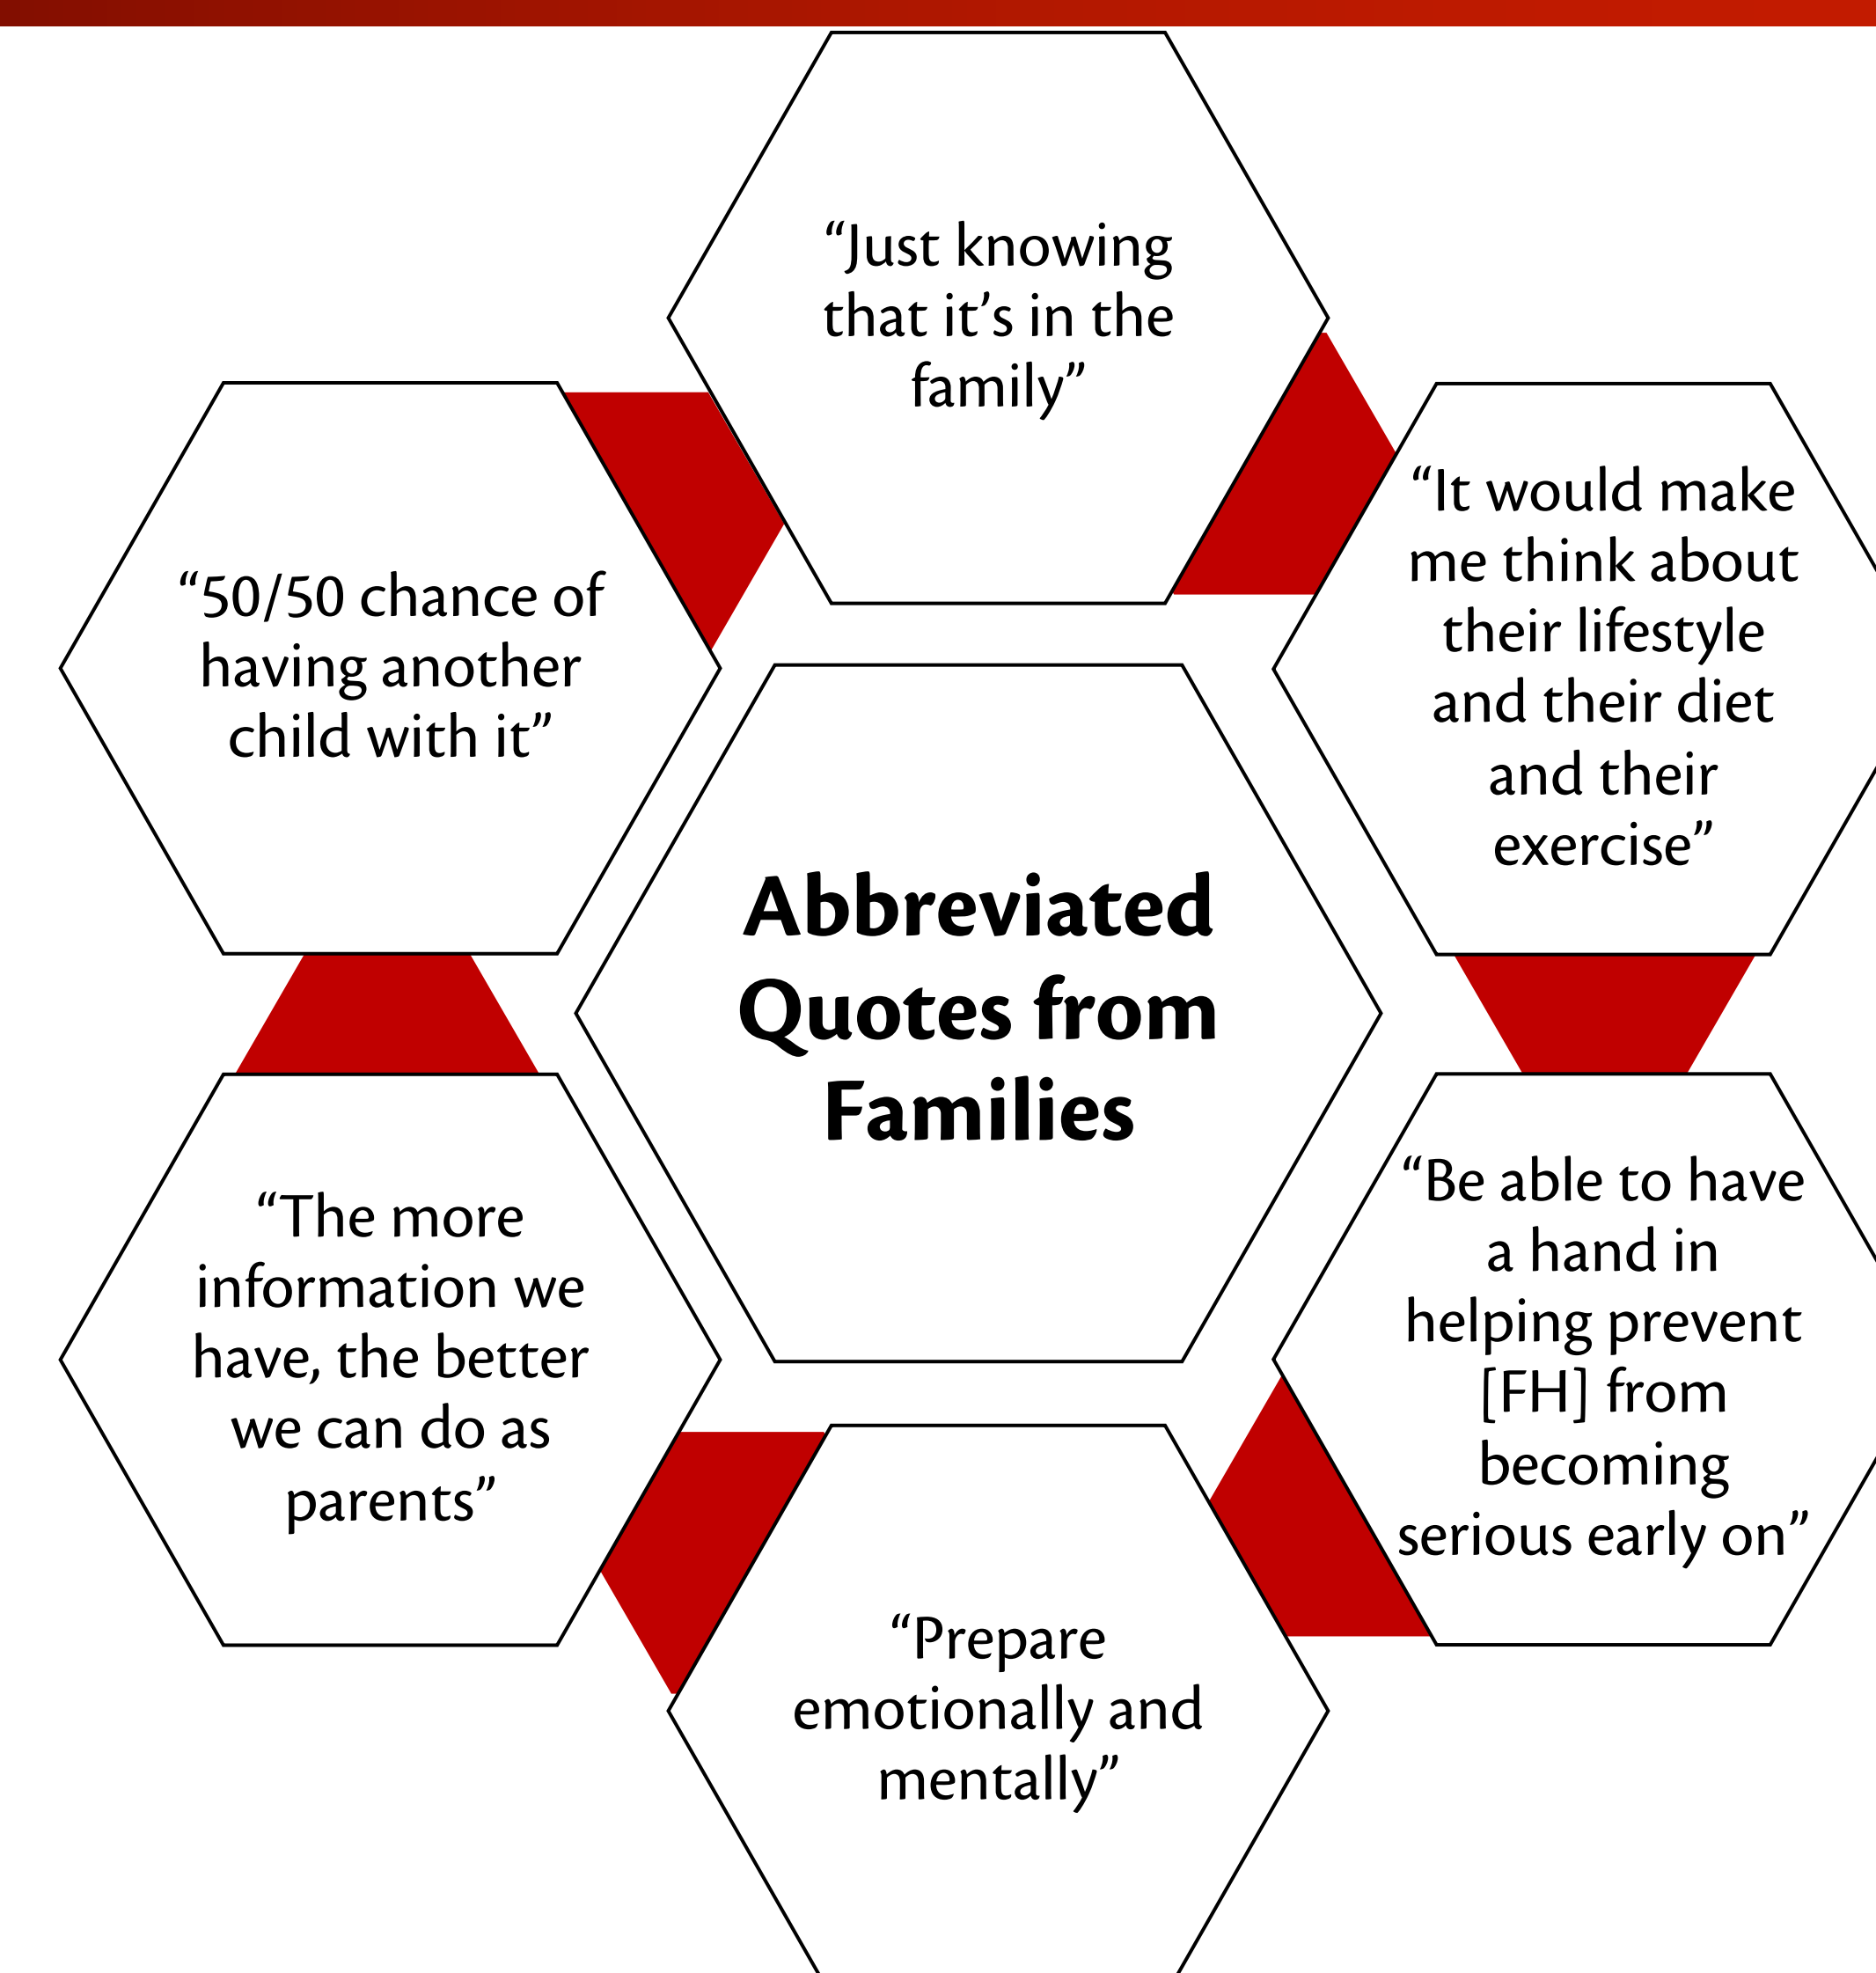 “Just knowing
that it’s in the
family”
“It would make
me think about
their lifestyle
and their diet
and their
exercise”
“50/50 chance of
having another
child with it”
Abbreviated
Quotes from
Families
“Be able to have
a hand in
helping prevent
[FH] from
becoming
serious early on”
“The more
information we
have, the better
we can do as
parents”
“Prepare
emotionally and
mentally”